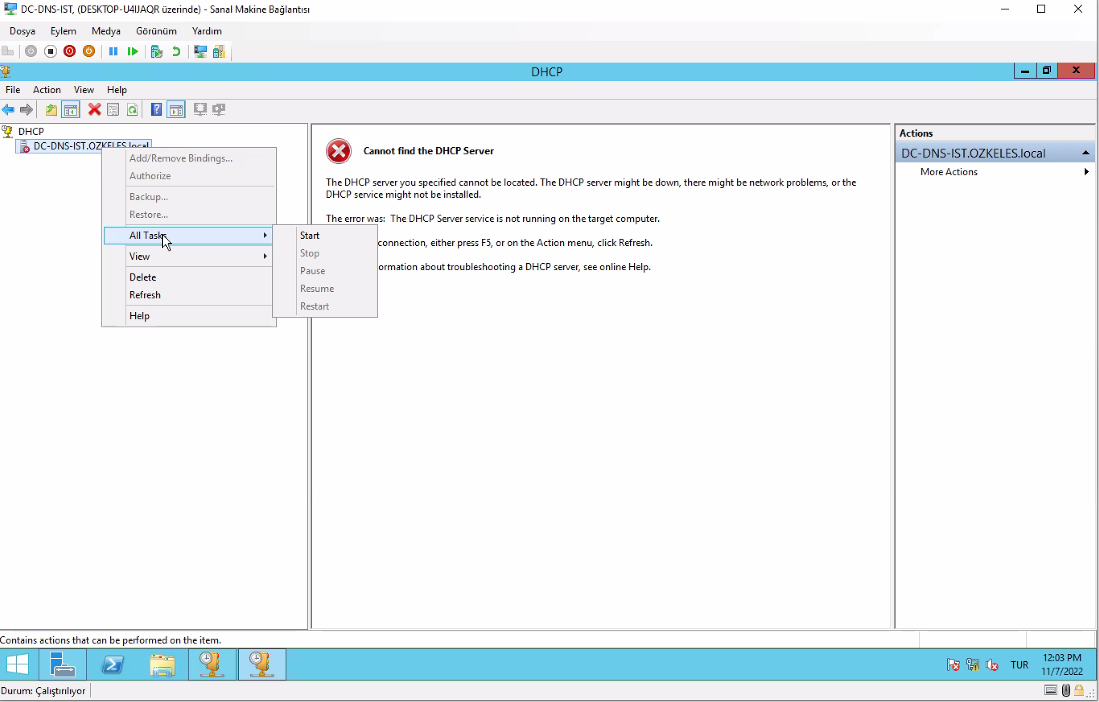 DC-DNS-IST, (DESKTOP-U4IJAQR üzerinde) - Sanal Makine Bağlantısı
Dosya Eylem Medya Görünüm Yardım
DHCP
File Action View Help
DHCP
DC-DNS-IST.OZKELES.local
Add/Remove Bindings...
Authorize
Backup...
Restore...
All Tasks
View
Delete
Refresh
Help
Start
Stop
Pause
Resume
Restart
Cannot find the DHCP Server
The DHCP server you specified cannot be located. The DHCP server might be down, there might be network problems, or the
DHCP service might not be installed.
The error was: The DHCP Server service is not running on the target computer.
connection, either press F5, or on the Action menu, click Refresh.
ormation about troubleshooting a DHCP server, see online Help.
Actions
DC-DNS-IST.OZKELES.local
More Actions
Contains actions that can be performed on the item.
TUR
12:03 PM
11/7/2022
Durum: Çalıştırılıyor